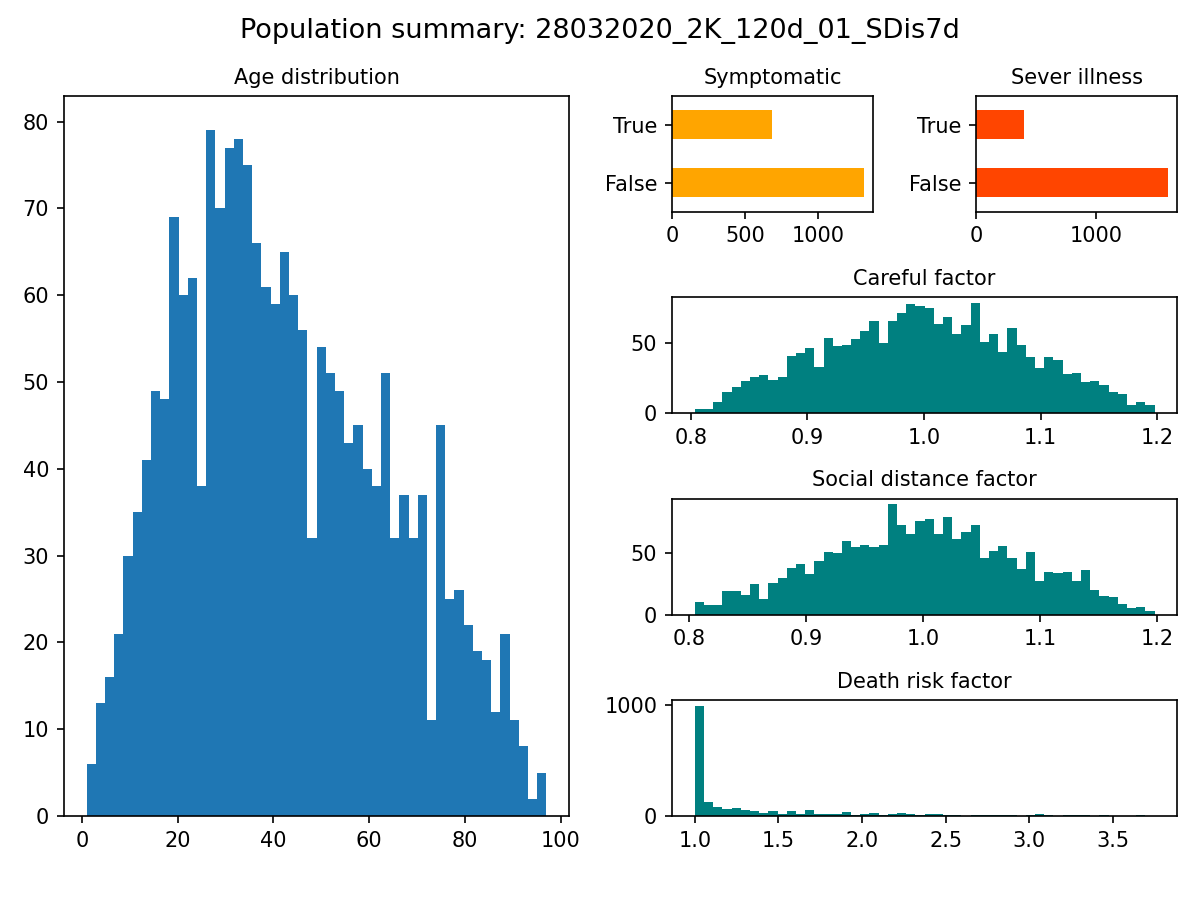 Population summary: 28032020_2K_120d_01_SDis7d
Age distribution
80
70
60
50
40
30
20
10
0
0 20 40 60 80 100
Symptomatic
True
False
0 500 1000
Sever illness
True
False
0 1000
Careful factor
50
0
0.8 0.9 1.0 1.1 1.2
Social distance factor
50
0
0.8 0.9 1.0 1.1 1.2
Death risk factor
1000
0
1.0 1.5 2.0 2.5 3.0 3.5